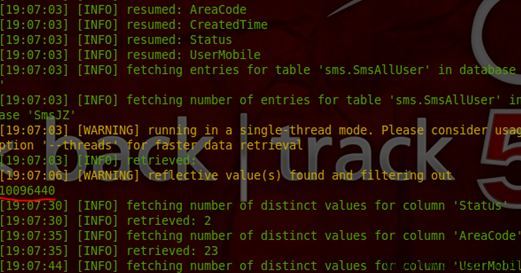 [19:07:03] [INFO] resumed: AreaCode
[19:07:03] [INFO] resumed: CreatedTime
[19:07:03] [INFO] resumed: Status
[19:07:03] [INFO] resumed: UserMobile
[19:07:03] [INFO] fetching entries for table 'sms.SmsAllUser' in database
'
[19:07:03] [INFO] fetching number of entries for table 'sms.SmsAllUser' in
ase 'SmsJZ'
[19:07:03] [WARNING] running in a single-thread mode. Please consider usag
ption '--threads' for faster data retrieval
[19:07:03] [INFO] retrieved:
[19:07:06] [WARNING] reflective value(s) found and filtering out
10096440
[19:07:30] [INFO] fetching number of distinct values for column 'Status'
[19:07:30] [INFO] retrieved: 2
[19:07:35] [INFO] fetching number of distinct values for column 'AreaCode'
[19:07:35] [INFO] retrieved: 23
[19:07:44] [INFO] fetching number of distinct values for column 'UserMobil
back | track
5